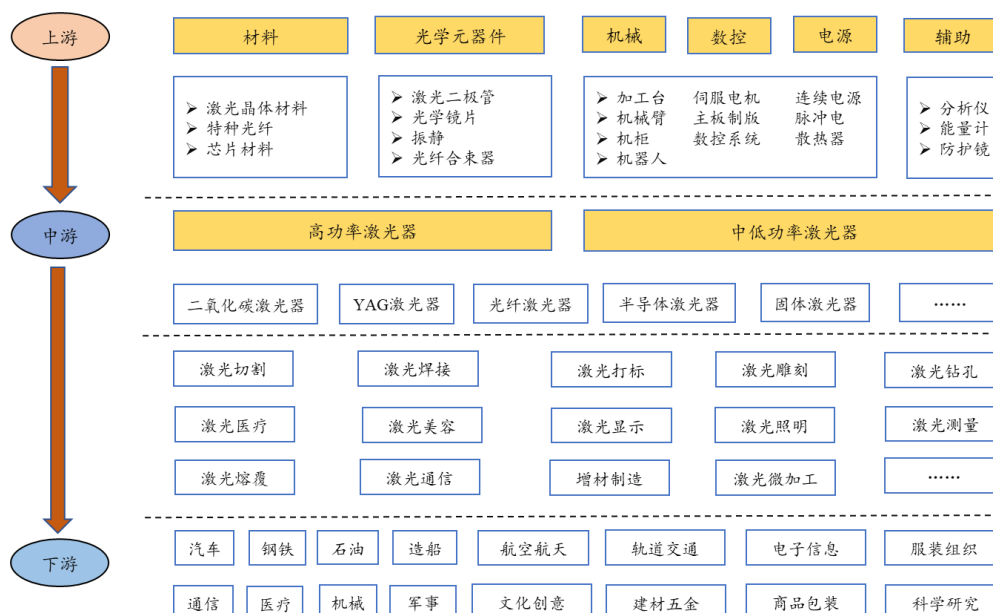 上游
材料 光学元器件 机械 数控 电源 辅助
➢ 激光晶体材料
➢ 特种光纤
➢ 芯片材料
➢ 激光二极管
➢ 光学镜片
➢ 振静
➢ 光纤合束器
➢ 加工台 伺服电机 连续电源
➢ 机械臂 主板制版 脉冲电
➢ 机柜 数控系统 散热器
➢ 机器人
➢ 分析仪
➢ 能量计
➢ 防护镜
中游
高功率激光器 中低功率激光器
二氧化碳激光器 YAG激光器 光纤激光器 半导体激光器 固体激光器 ……
激光切割 激光焊接 激光打标 激光雕刻 激光钻孔
激光医疗 激光美容 激光显示 激光照明 激光测量
激光熔覆 激光通信 增材制造 激光微加工 ……
下游
汽车 钢铁 石油 造船 航空航天 轨道交通 电子信息 服装组织
通信 医疗 机械 军事 文化创意 建材五金 商品包装 科学研究